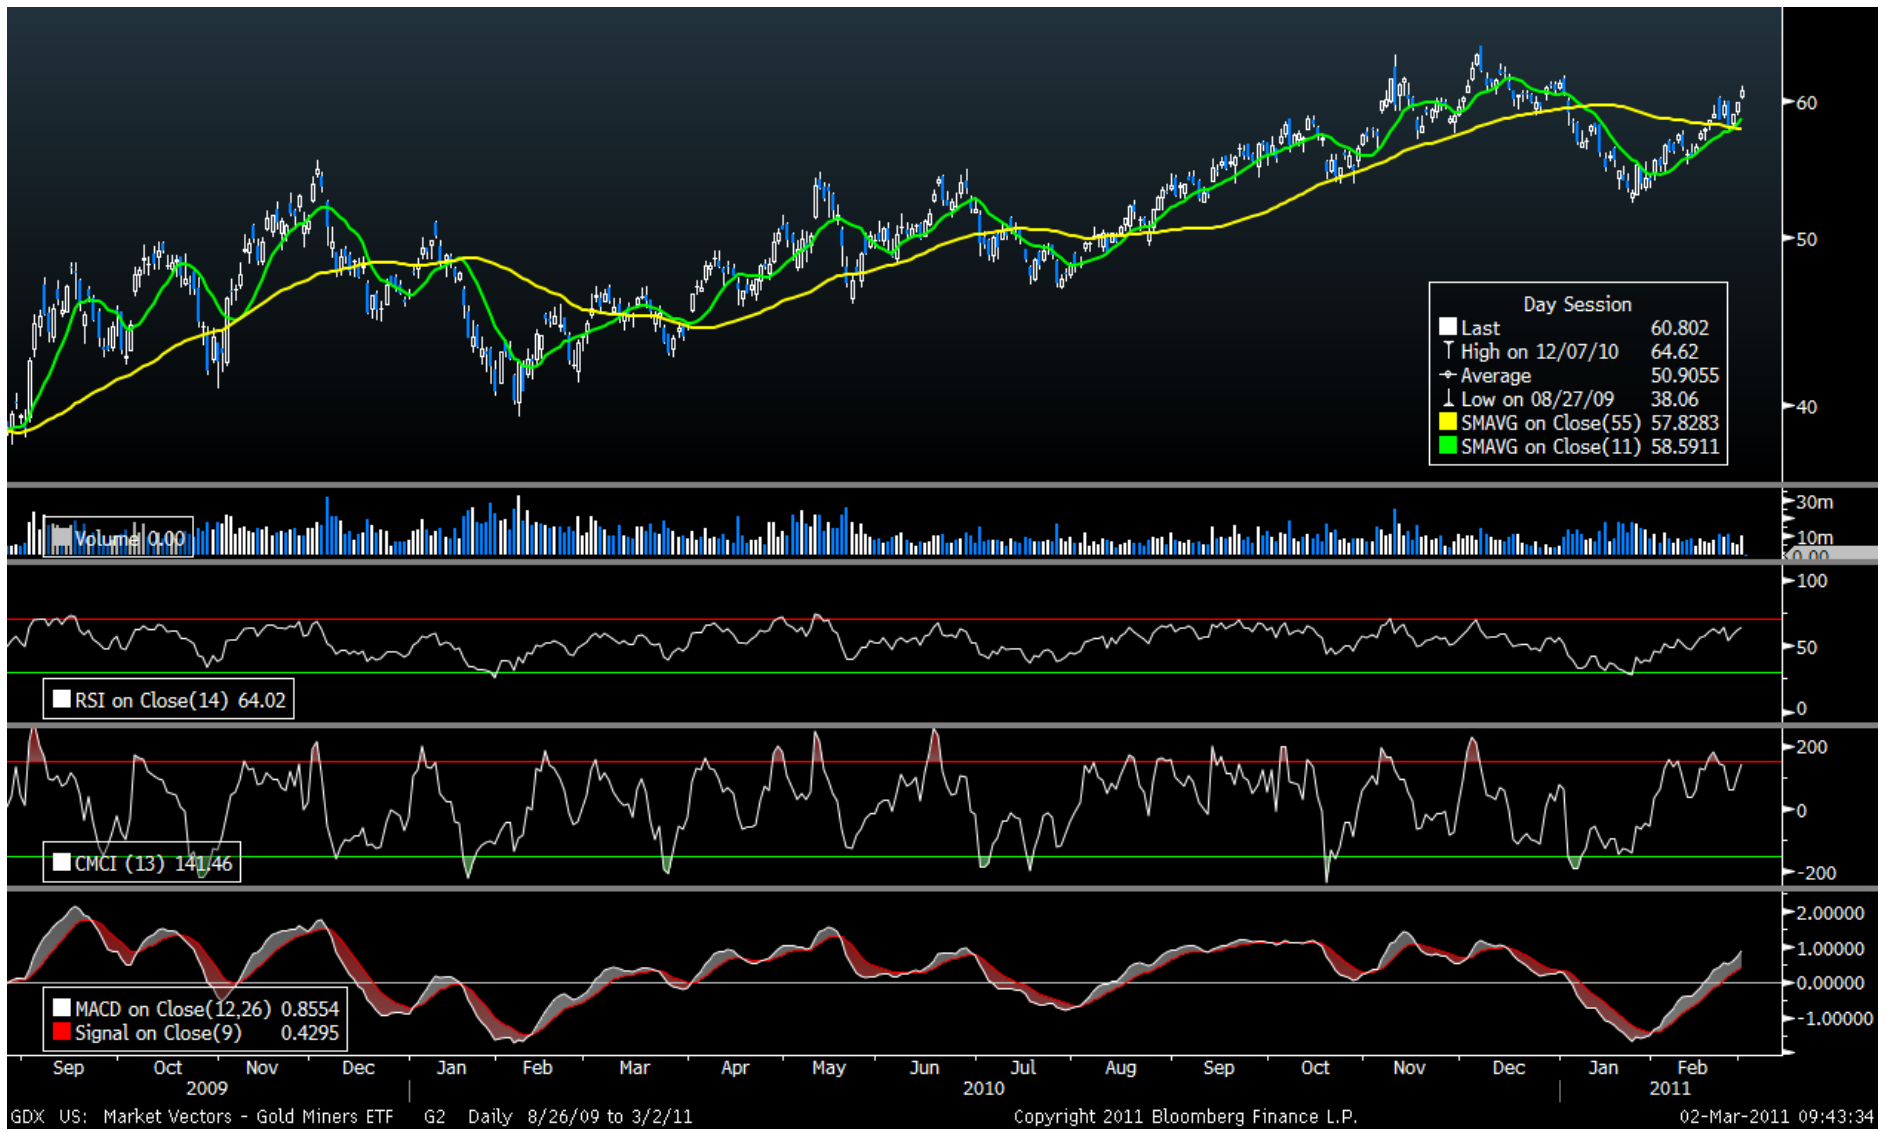 60
50
40
Day Session
Last 60.802
High on 12/07/10 64.62
Average 50.9055
Low on 08/27/09 38.06
SMAVG on Close(55) 57.8283
SMAVG on Close(11) 58.5911
30m
10m
0.00
Volume 0.00
100
50
0
RSI on Close(14) 64.02
200
0
-200
CMCI (13) 141.46
2.00000
1.00000
0.00000
-1.00000
MACD on Close(12,26) 0.8554
Signal on Close(9) 0.4295
Sep Oct Nov Dec Jan Feb Mar Apr May Jun Jul Aug Sep Oct Nov Dec Jan Feb
2009 2010 2011
GDX US: Market Vectors - Gold Miners ETF G2 Daily 8/26/09 to 3/2/11 Copyright 2011 Bloomberg Finance L.P. 02-Mar-2011 09:43:34